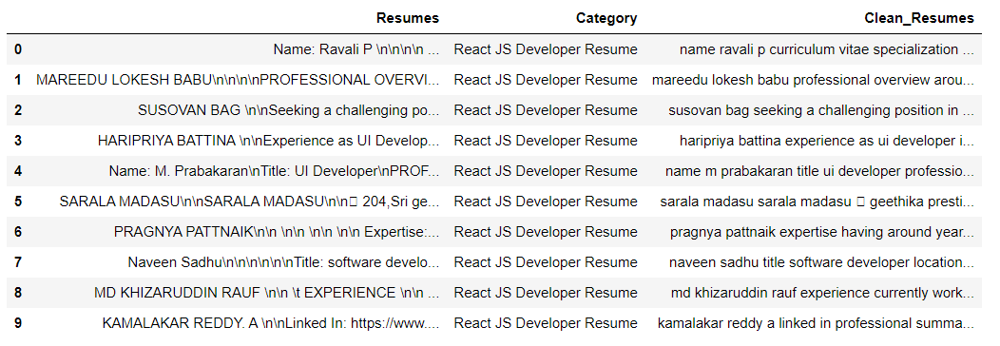 Resumes Category Clean_Resumes
0 Name: Ravali P \n\n\n\n ... React JS Developer Resume name ravali p curriculum vitae specialization ...
1 MAREEDU LOKESH BABU\n\n\n\nPROFESSIONAL OVERVI... React JS Developer Resume mareedu lokesh babu professional overview arou...
2 SUSOVAN BAG \n\nSeeking a challenging po... React JS Developer Resume susovan bag seeking a challenging position in ...
3 HARIPRIYA BATTINA \n\nExperience as UI Develop... React JS Developer Resume haripriya battina experience as ui developer i...
4 Name: M. Prabakaran\nTitle: UI Developer\nPROF... React JS Developer Resume name m prabakaran title ui developer professio...
5 SARALA MADASU\n\nSARALA MADASU\n\n 204,Sri ge... React JS Developer Resume sarala madasu sarala madasu  geethika presti...
6 PRAGNYA PATTNAIK\n\n \n\n \n\n \n\n Expertise:... React JS Developer Resume pragnya pattnaik expertise having around year...
7 Naveen Sadhu\n\n\n\n\n\nTitle: software develo... React JS Developer Resume naveen sadhu title software developer location...
8 MD KHIZARUDDIN RAUF \n\n \t EXPERIENCE \n\n ... React JS Developer Resume md khizaruddin rauf experience currently work...
9 KAMALAKAR REDDY. A \n\nLinked In: https://www.... React JS Developer Resume kamalakar reddy a linked in professional summa...